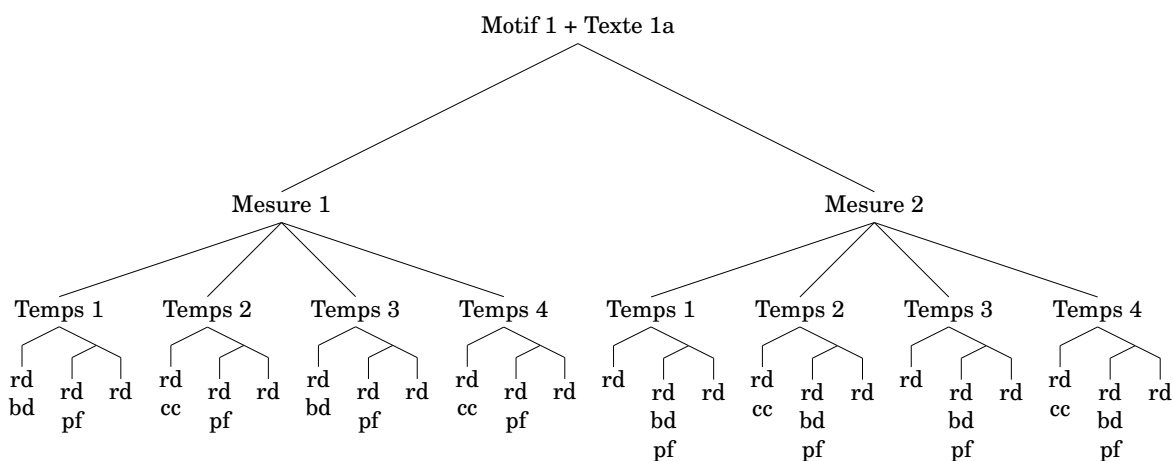 Motif 1 + Texte 1a
Mesure 1 Mesure 2
Temps 1 Temps 2 Temps 3 Temps 4 Temps 1 Temps 2 Temps 3 Temps 4
rd rd rd rd rd rd rd rd rd rd rd rd rd rd rd rd rd rd rd rd rd rd rd rd
bd pf cc pf bd pf cc pf bd cc bd bd cc bd
pf pf pf pf